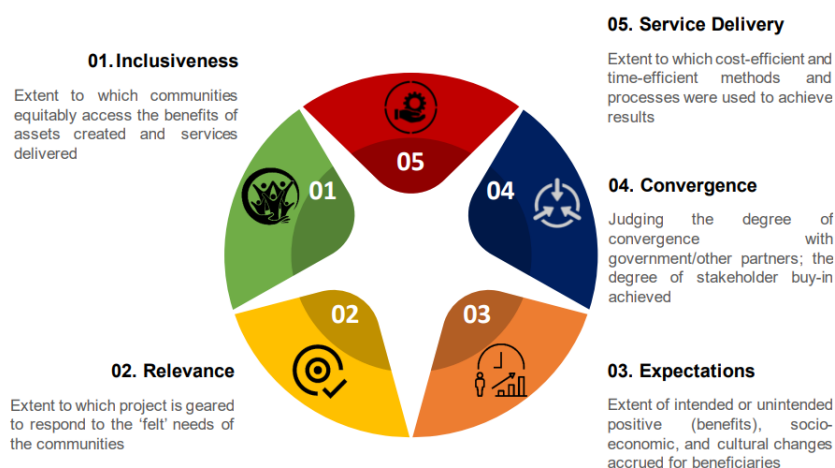 01. Inclusiveness
Extent to which communities
equitably access the benefits of
assets created and services
delivered
02. Relevance
Extent to which project is geared
to respond to the ‘felt’ needs of
the communities
05
01
04
02
03
05. Service Delivery
Extent to which cost-efficient and
time-efficient methods and
processes were used to achieve
results
04. Convergence
Judging the degree of
convergence with
government/other partners; the
degree of stakeholder buy-in
achieved
03. Expectations
Extent of intended or unintended
positive (benefits), socio-
economic, and cultural changes
accrued for beneficiaries